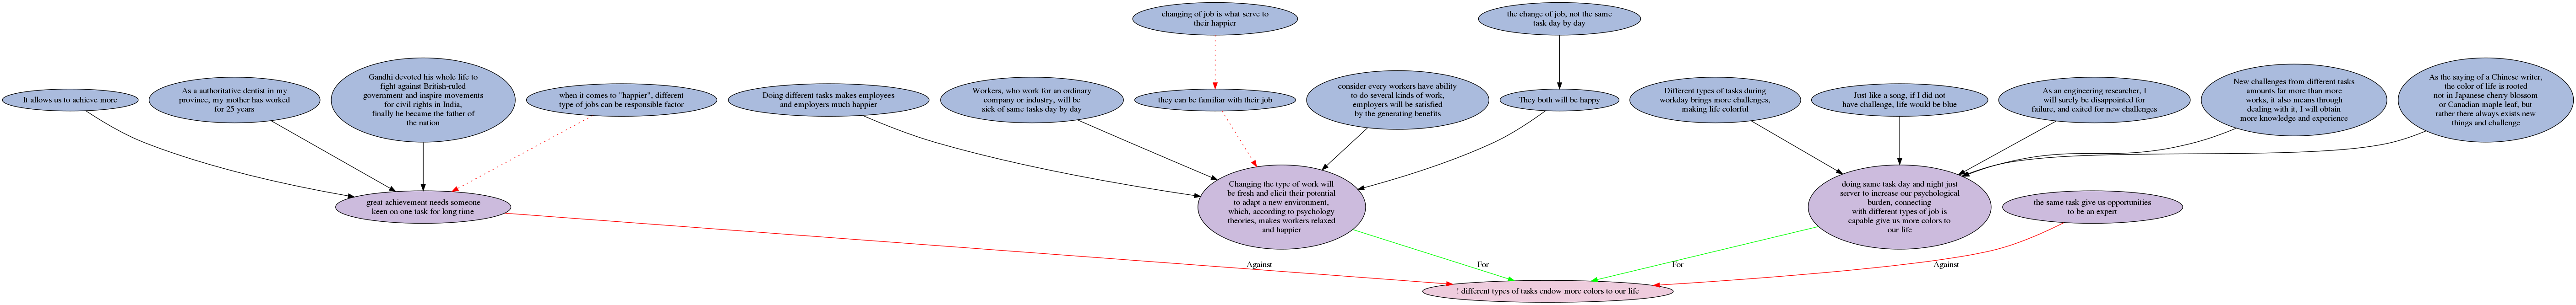 changing of job is what serve to
their happier
the change of job, not the same
task day by day
It allows us to achieve more
As a authoritative dentist in my
province, my mother has worked
for 25 years
Gandhi devoted his whole life to
fight against British-ruled
government and inspire movements
for civil rights in India,
finally he became the father of
the nation
when it comes to "happier", different
type of jobs can be responsible factor
Doing different tasks makes employees
and employers much happier
Workers, who work for an ordinary
company or industry, will be
sick of same tasks day by day
they can be familiar with their job
consider every workers have ability
to do several kinds of work,
employers will be satisfied
by the generating benefits
They both will be happy
Different types of tasks during
workday brings more challenges,
making life colorful
Just like a song, if I did not
have challenge, life would be blue
As an engineering researcher, I
will surely be disappointed for
failure, and exited for new challenges
New challenges from different tasks
amounts far more than more
works, it also means through
dealing with it, I will obtain
more knowledge and experience
As the saying of a Chinese writer,
the color of life is rooted
not in Japanese cherry blossom
or Canadian maple leaf, but
rather there always exists new
things and challenge
great achievement needs someone
keen on one task for long time
Changing the type of work will
be fresh and elicit their potential
to adapt a new environment,
which, according to psychology
theories, makes workers relaxed
and happier
doing same task day and night just
server to increase our psychological
burden, connecting
with different types of job is
capable give us more colors to
our life
the same task give us opportunities
to be an expert
Against
For
For
Against
! different types of tasks endow more colors to our life